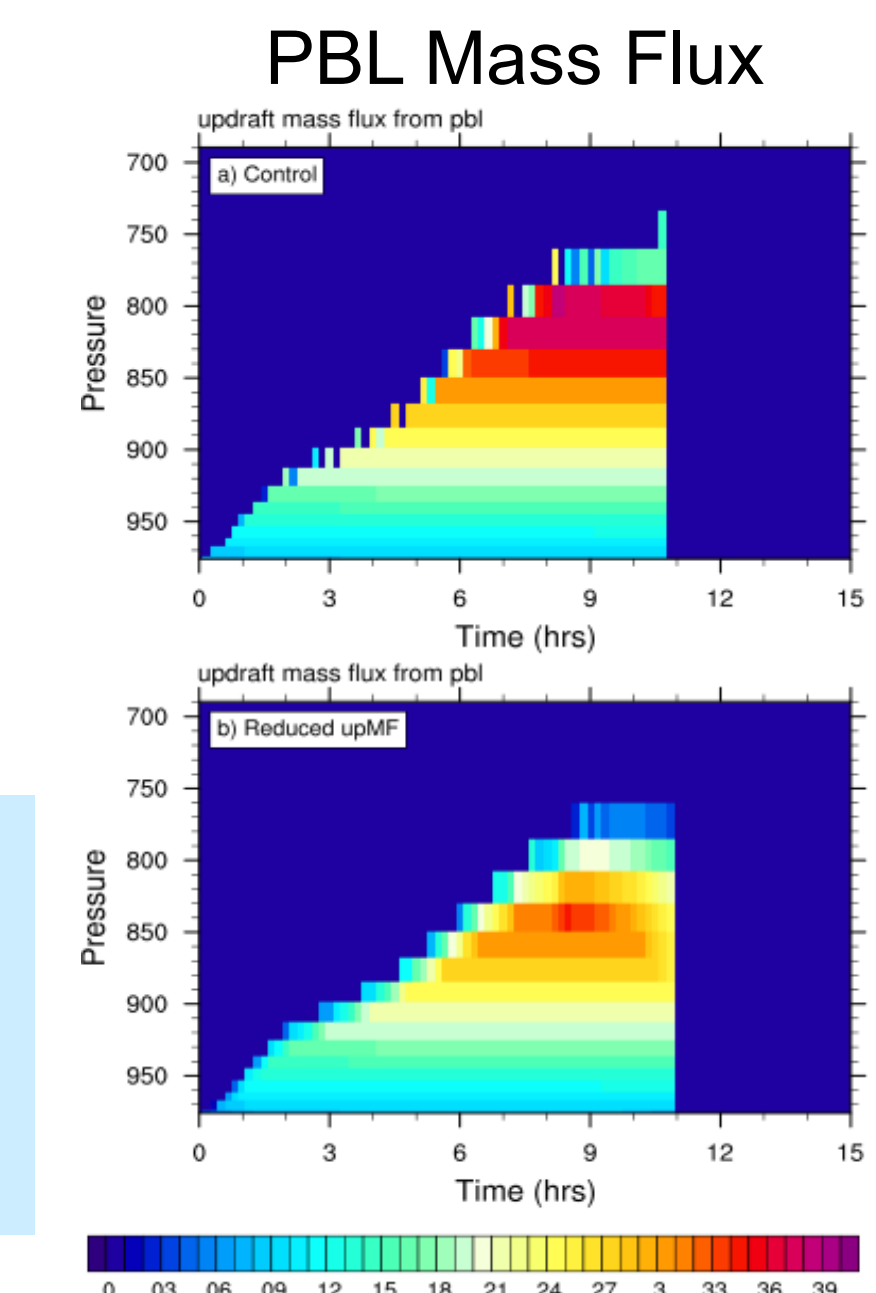 PBL Mass Flux
updraft mass flux from pbl
a) Control
700
750
800
850
900
950
Pressure
0 3 6 9 12 15
Time (hrs)
updraft mass flux from pbl
b) Reduced upMF
700
750
800
850
900
950
Pressure
0 3 6 9 12 15
Time (hrs)
0 .03 .06 .09 .12 .15 .18 .21 .24 .27 .3 .33 .36 .39